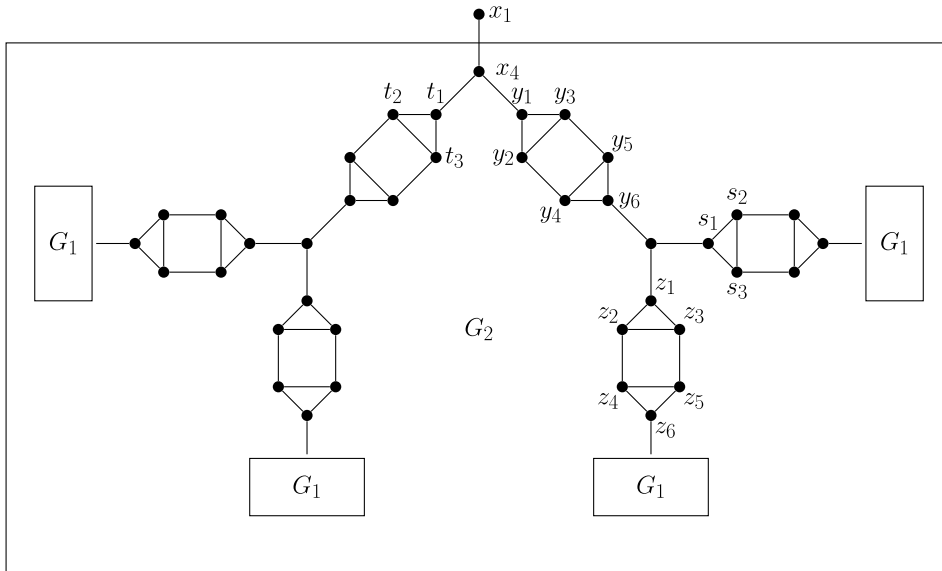 x₁
x₄
t₂ t₁ y₁ y₃
t₃ y₂ y₅
y₄ y₆
s₂
G₁ s₁ G₁
z₁ s₃
z₂ z₃
G₂
z₄ z₅
z₆
G₁ G₁